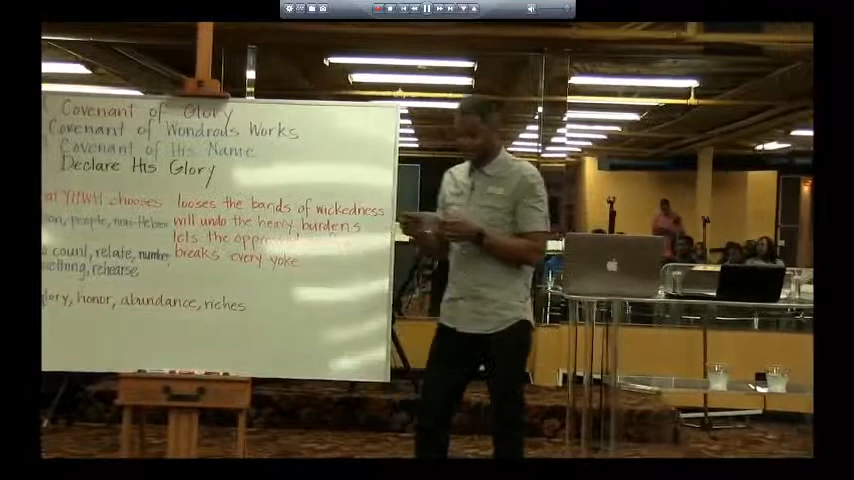 Covenant of Glory
Covenant of Wondrous Works
Covenant of His Name
Declare His Glory
YHWH chooses looses the bands of wickedness
people, non-Hebrew will undo the heavy burdens
lets the
count, relate, number breaks every yoke
rehearse
honor, abundance, riches